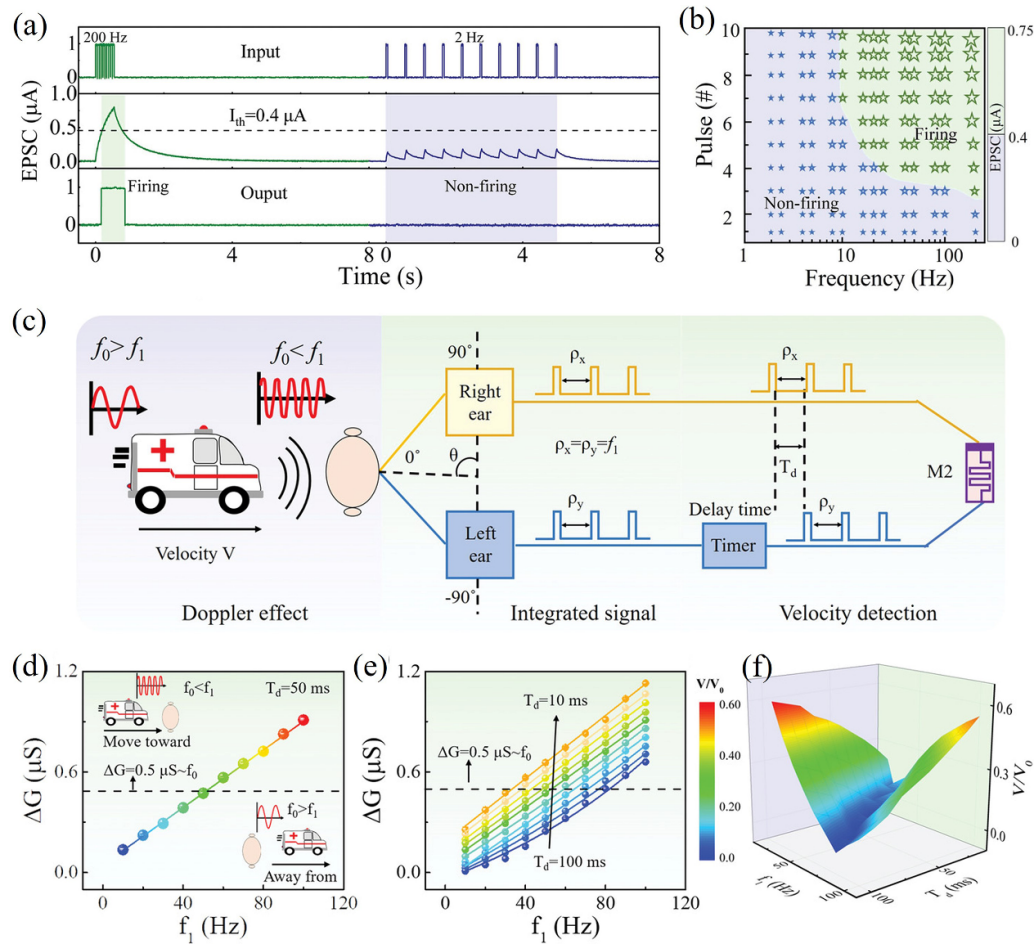 (a)
200 Hz
Input
2 Hz
1
0
EPSC (μA)
1.0
0.5
0.0
I_th=0.4 μA
1
0
Firing
Ouput
Non-firing
0 4 8 0 4 8
Time (s)
(b)
Pulse (#)
10
8
6
4
2
Firing
Non-firing
1 10 100
Frequency (Hz)
0.75
0.4
0
EPSC (μA)
(c)
f₀> f₁
f₀< f₁
Velocity V
Doppler effect
90˚
0˚
θ
-90˚
Right
ear
Left
ear
ρₓ
ρₓ=ρ_y=f₁
ρ_y
Integrated signal
ρₓ
T_d
Delay time
Timer
ρ_y
M2
Velocity detection
(d)
ΔG (μS)
1.2
0.6
0.0
f₀<f₁
T_d=50 ms
Move toward
ΔG=0.5 μS~f₀
f₀>f₁
Away from
0 40 80 120
f₁ (Hz)
(e)
ΔG (μS)
1.2
0.6
0.0
T_d=10 ms
ΔG=0.5 μS~f₀
T_d=100 ms
0 40 80 120
f₁ (Hz)
V/V₀
0.60
0.40
0.20
0.0
(f)
0.6
0.3
0.0
V/V₀
50
100
f₁ (Hz)
50
100
T_d (ms)